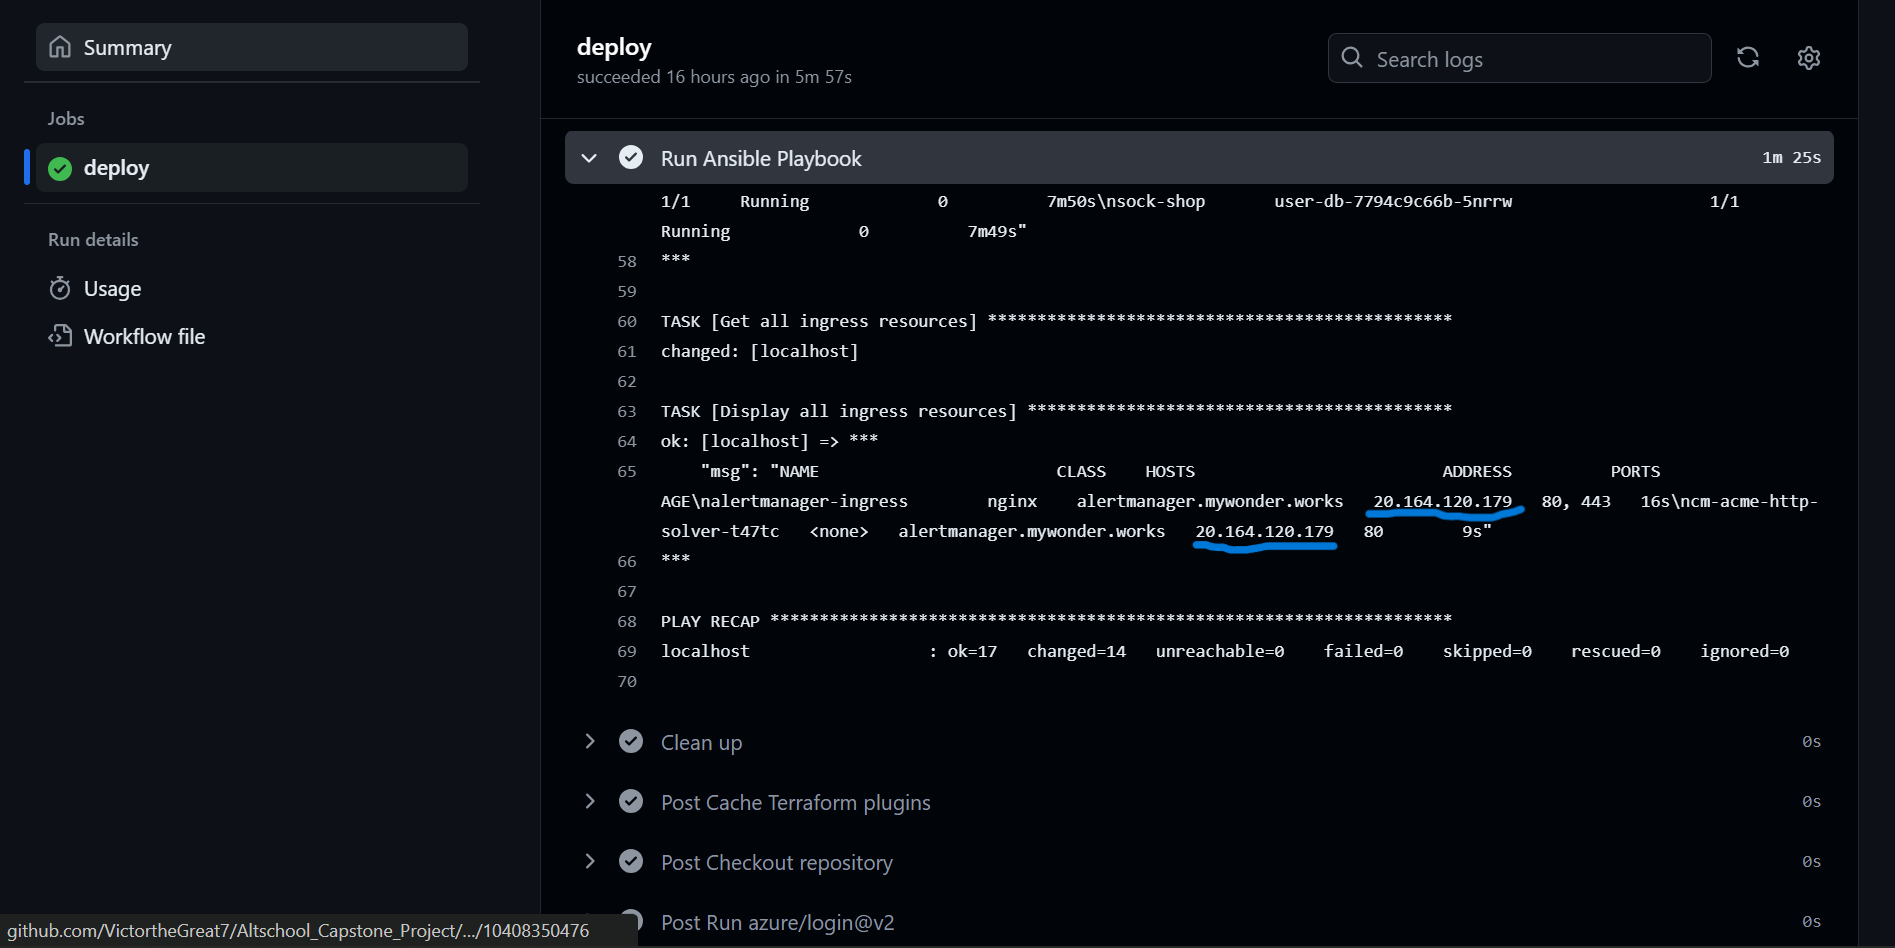 Summary
Jobs
deploy
Run details
Usage
Workflow file
deploy
succeeded 16 hours ago in 5m 57s
Search logs
Run Ansible Playbook 1m 25s
1/1 Running 0 7m50s\nsock-shop user-db-7794c9c66b-5nrrw 1/1
Running 0 7m49s"
58 ***
59
60 TASK [Get all ingress resources] ***********************************************
61 changed: [localhost]
62
63 TASK [Display all ingress resources] *******************************************
64 ok: [localhost] => ***
65 "msg": "NAME CLASS HOSTS ADDRESS PORTS
AGE\nalertmanager-ingress nginx alertmanager.mywonder.works 20.164.120.179 80, 443 16s\ncm-acme-http-
solver-t47tc <none> alertmanager.mywonder.works 20.164.120.179 80 9s"
66 ***
67
68 PLAY RECAP *********************************************************************
69 localhost : ok=17 changed=14 unreachable=0 failed=0 skipped=0 rescued=0 ignored=0
70
Clean up 0s
Post Cache Terraform plugins 0s
Post Checkout repository 0s
Post Run azure/login@v2 0s
github.com/VictortheGreat7/Altschool_Capstone_Project/.../10408350476